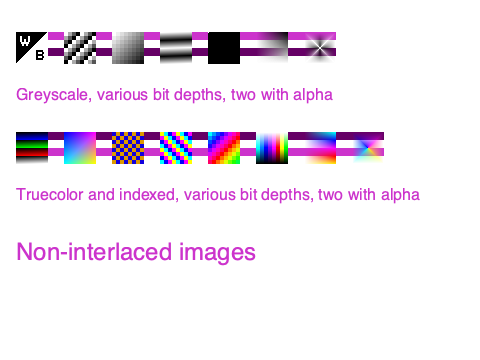 W
B
Greyscale, various bit depths, two with alpha
Truecolor and indexed, various bit depths, two with alpha
Non-interlaced images